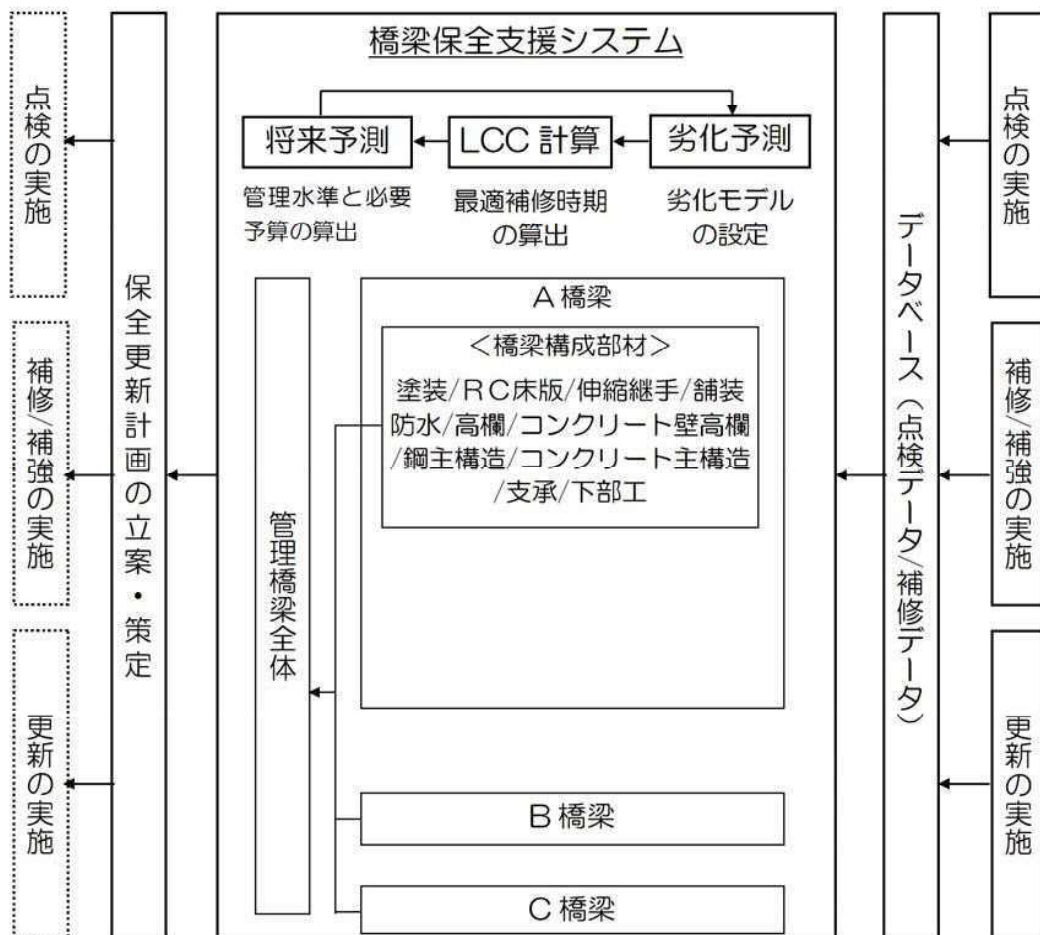 橋梁保全支援システム
将来予測
LCC 計算
劣化予測
管理水準と必要
予算の算出
最適補修時期
の算出
劣化モデル
の設定
点検の実施
補修/補強の実施
更新の実施
保全更新計画の立案・策定
管理橋梁全体
A橋梁
<橋梁構成部材>
塗装/RC床版/伸縮継手/舗装
防水/高欄/コンクリート壁高欄
/鋼主構造/コンクリート主構造
/支承/下部工
B橋梁
C橋梁
データベース(点検データ/補修データ)
点検の実施
補修/補強の実施
更新の実施